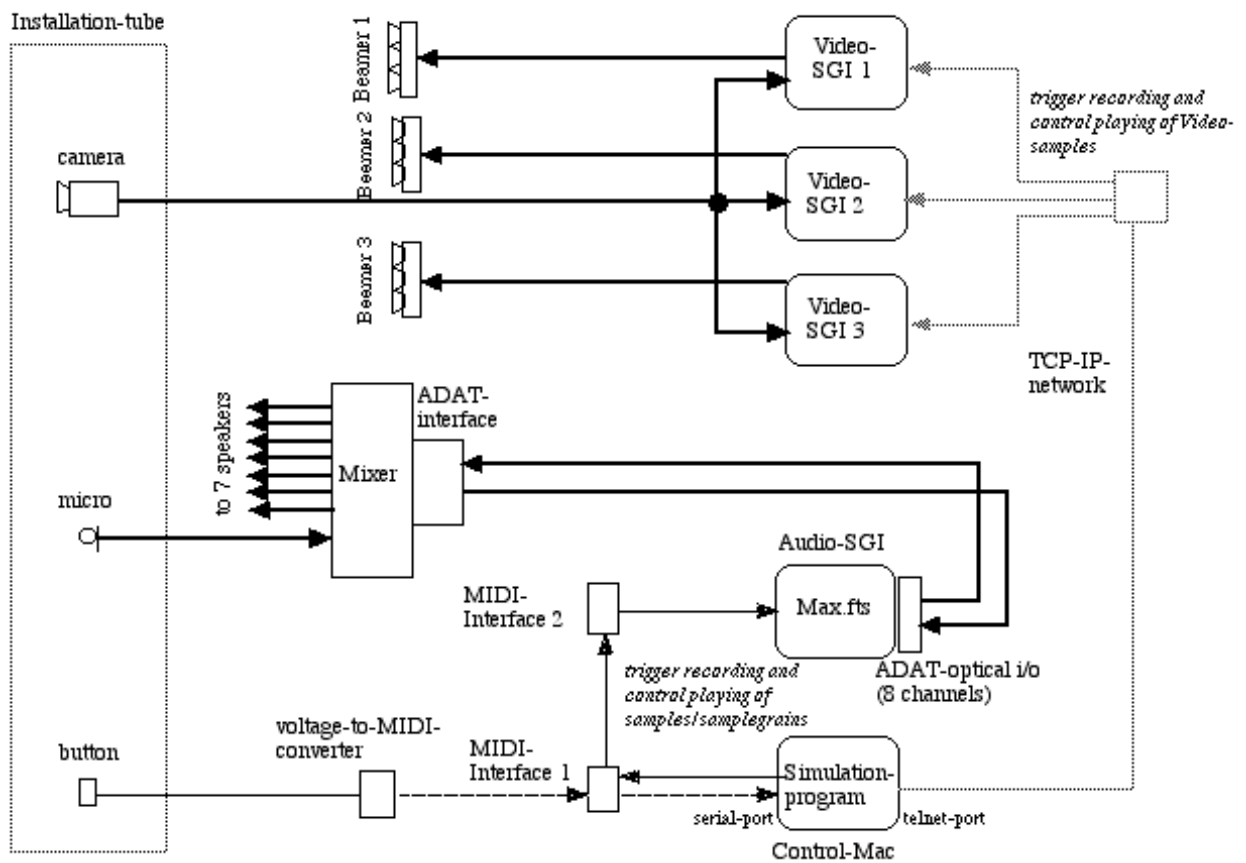 Installation-tube
camera
micro
button
Beamer 1
Beemer 2
Beemer 3
Video-
SGI 1
Video-
SGI 2
Video-
SGI 3
trigger recording and
control playing of Video-
samples
TCP-IP-
network
to 7 speakers
Mixer
ADAT-
interface
Audio-SGI
Max.fts
ADAT-optical i/o
(8 channels)
MIDI-
Interface 2
trigger recording and
control playing of
samples/samplegrains
voltage-to-MIDI-
converter
MIDI-
Interface 1
Simulation-
program
serial-port
telnet-port
Control-Mac